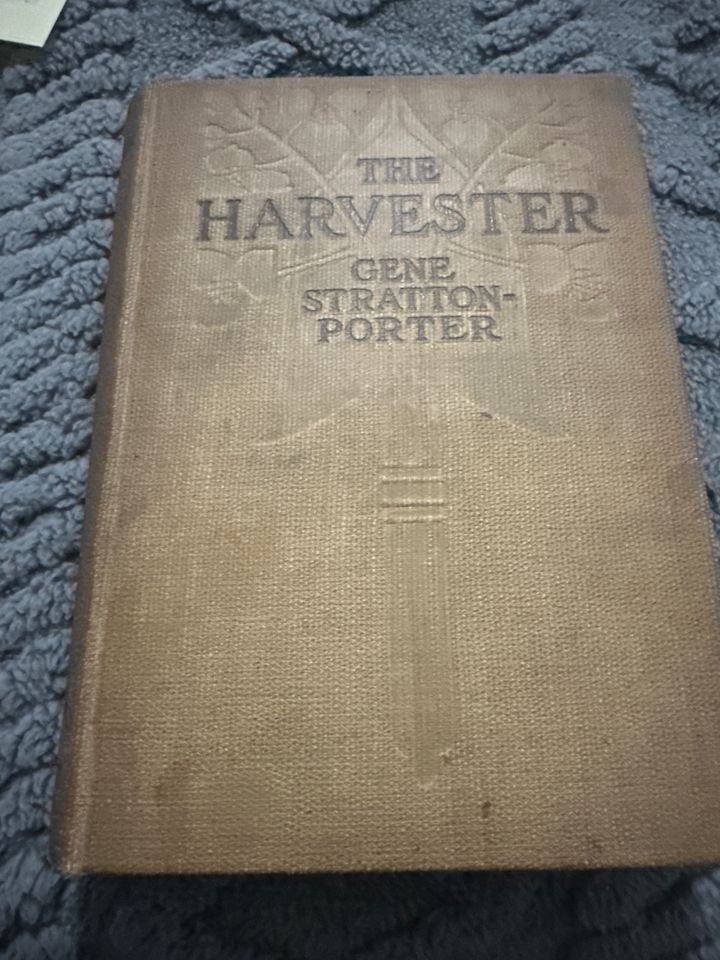 THE
HARVESTER
GENE
STRATTON-
PORTER